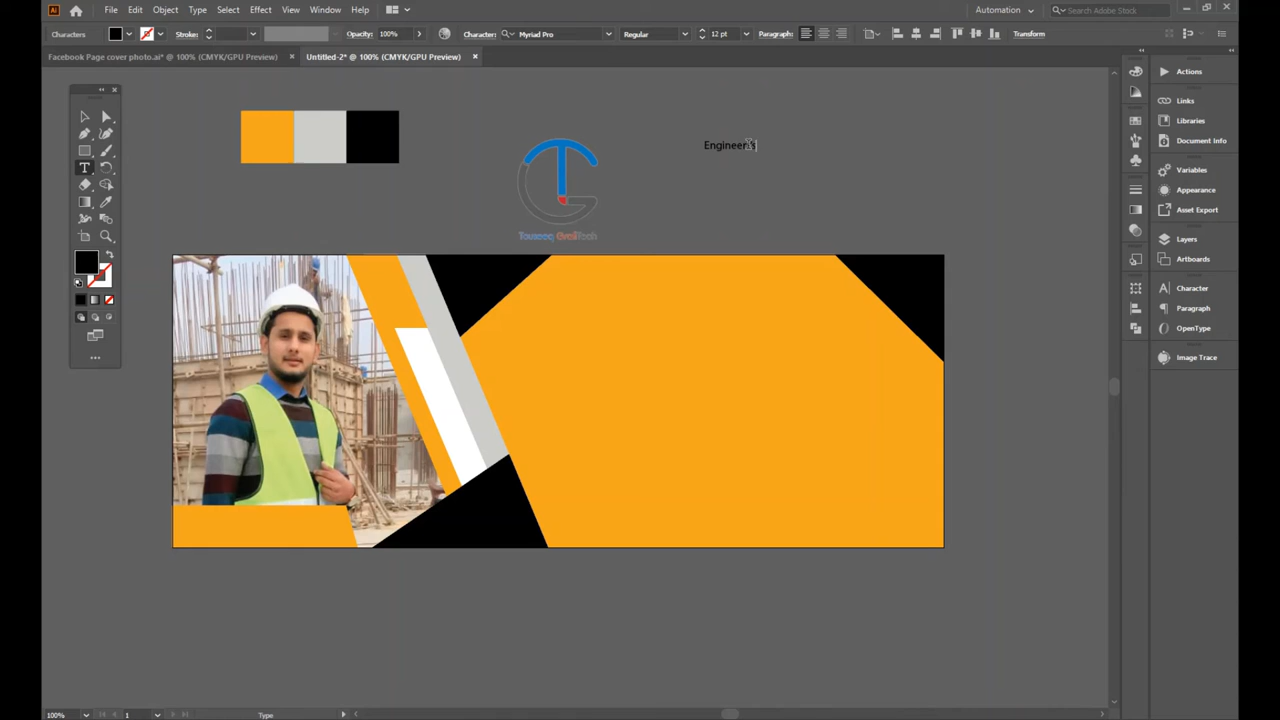 Ai File Edit Object Type Select Effect View Window Help Automation Search Adobe Stock
Characters Stroke: Opacity: 100% Character: Myriad Pro Regular 12 pt Paragraph: Transform
Facebook Page cover photo.ai* @ 100% (CMYK/GPU Preview) Untitled-2* @ 100% (CMYK/GPU Preview)
Actions
Links
Libraries
Document Info
Variables
Appearance
Asset Export
Layers
Artboards
Character
Paragraph
OpenType
Image Trace
100% 1 Type